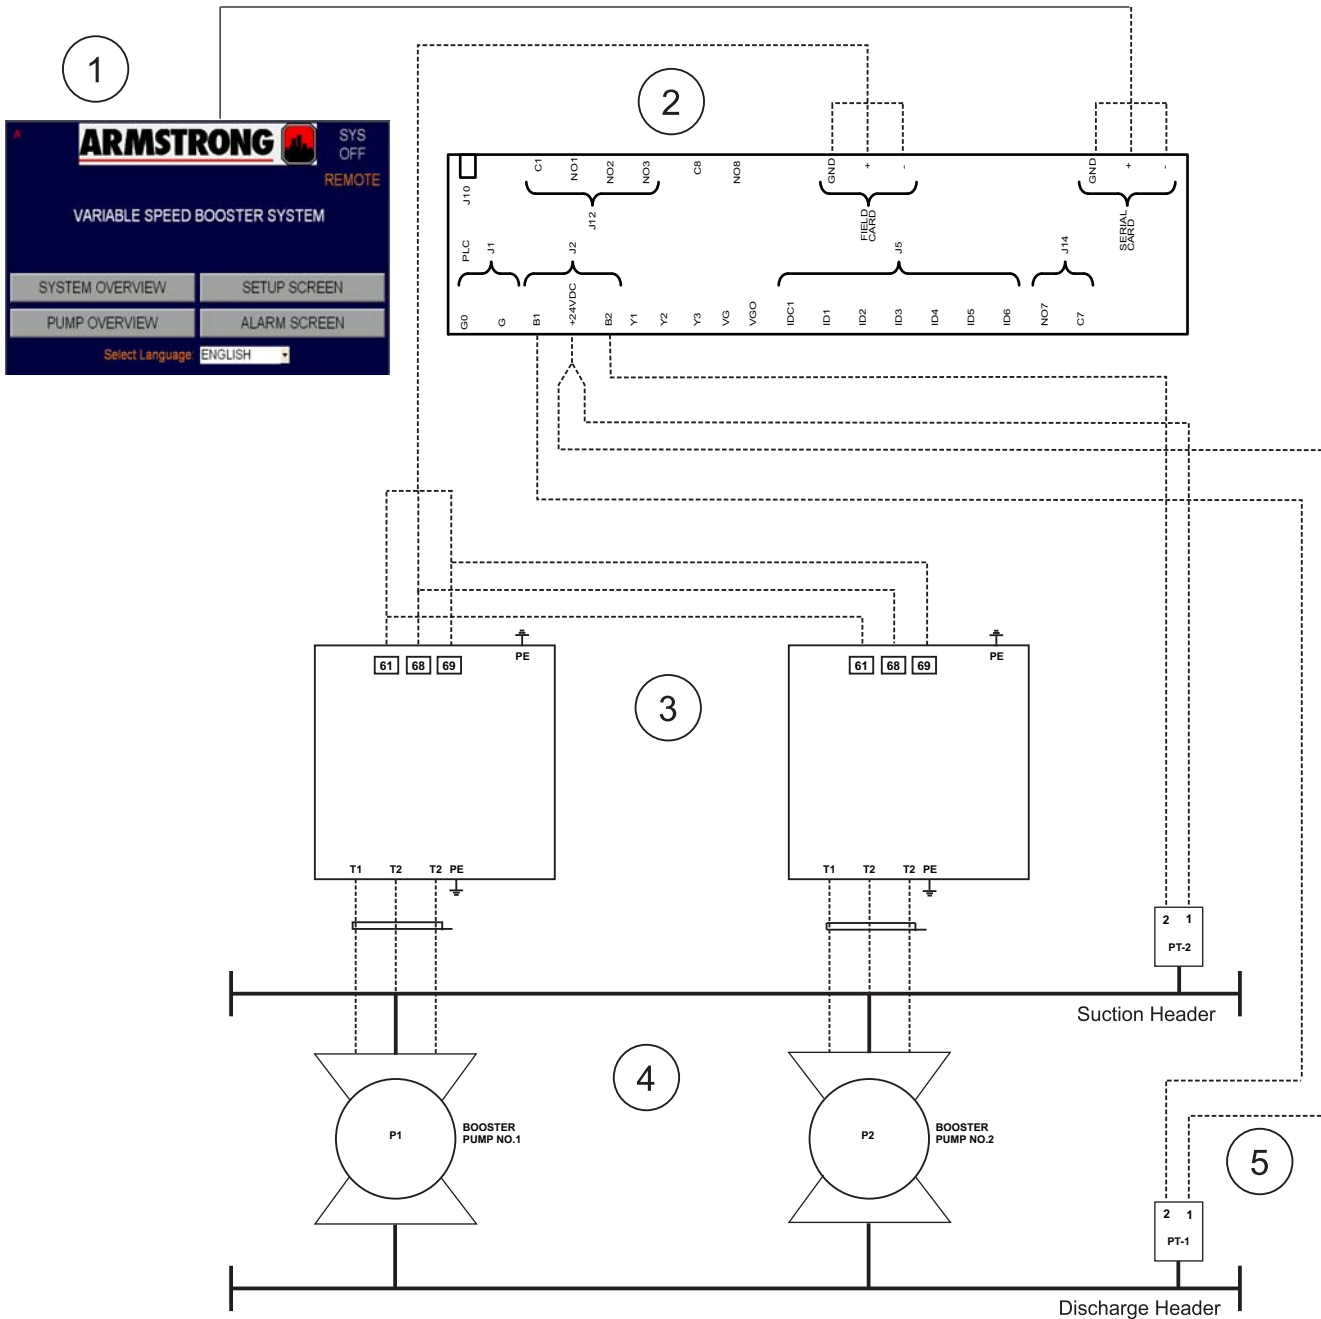 1
2
A
ARMSTRONG
SYS
OFF
REMOTE
VARIABLE SPEED BOOSTER SYSTEM
SYSTEM OVERVIEW
SETUP SCREEN
PUMP OVERVIEW
ALARM SCREEN
Select Language: ENGLISH
J10
C1
NO1
NO2
NO3
C8
NO8
GND
+
-
GND
+
-
J12
FIELD
CARD
SERIAL
CARD
PLC
J1
J2
J5
J14
G0
G
B1
+24VDC
B2
Y1
Y2
Y3
VG
VGO
IDC1
ID1
ID2
ID3
ID4
ID5
ID6
NO7
C7
PE
PE
61 68 69
61 68 69
3
T1 T2 T2 PE
T1 T2 T2 PE
2 1
PT-2
Suction Header
4
P1
BOOSTER
PUMP NO.1
P2
BOOSTER
PUMP NO.2
5
2 1
PT-1
Discharge Header